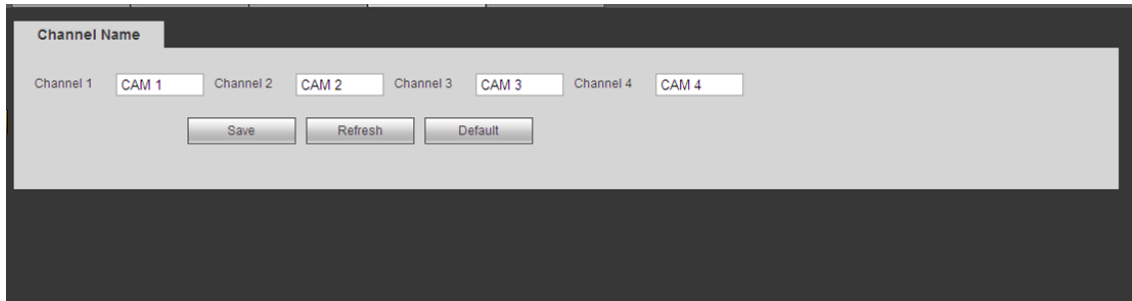 Channel Name
Channel 1 CAM 1 Channel 2 CAM 2 Channel 3 CAM 3 Channel 4 CAM 4
Save Refresh Default